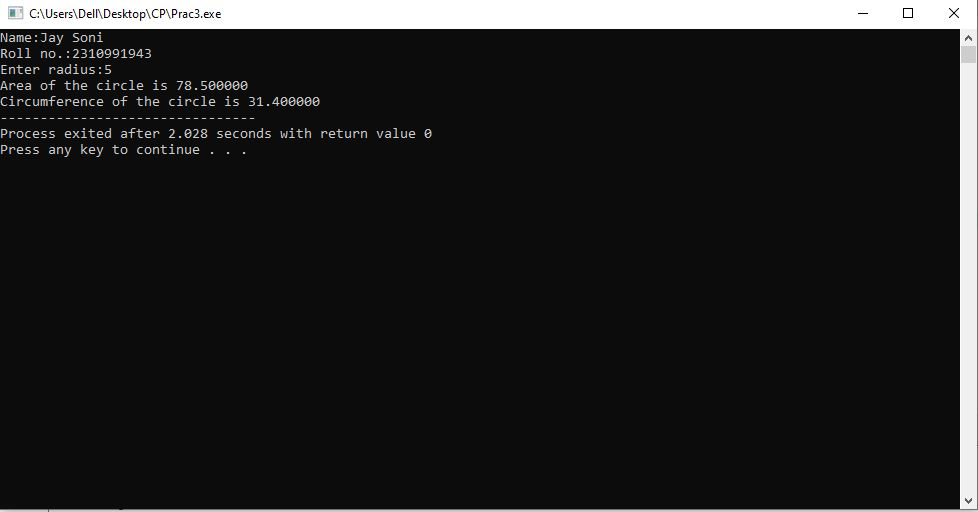 C:\Users\Dell\Desktop\CP\Prac3.exe
Name:Jay Soni
Roll no.:2310991943
Enter radius:5
Area of the circle is 78.500000
Circumference of the circle is 31.400000
--------------------------------
Process exited after 2.028 seconds with return value 0
Press any key to continue . . .